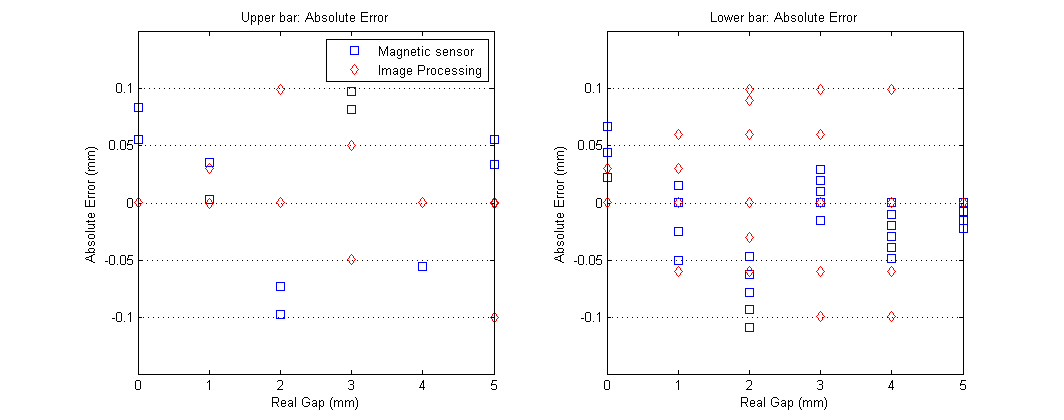 Upper bar: Absolute Error
Magnetic sensor
Image Processing
0.1
0.05
0
-0.05
-0.1
Absolute Error (mm)
0 1 2 3 4 5
Real Gap (mm)
Lower bar: Absolute Error
0.1
0.05
0
-0.05
-0.1
Absolute Error (mm)
0 1 2 3 4 5
Real Gap (mm)